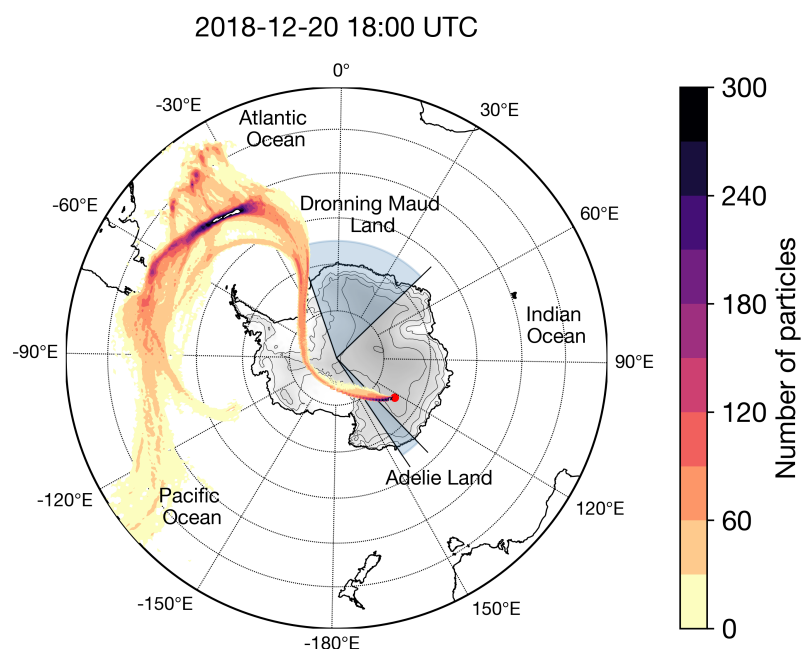 2018-12-20 18:00 UTC
0°
-30°E
30°E
Atlantic
Ocean
-60°E
60°E
Dronning Maud
Land
Indian
Ocean
-90°E
90°E
Adelie Land
-120°E
120°E
Pacific
Ocean
-150°E
150°E
-180°E
300
240
180
120
60
0
Number of particles